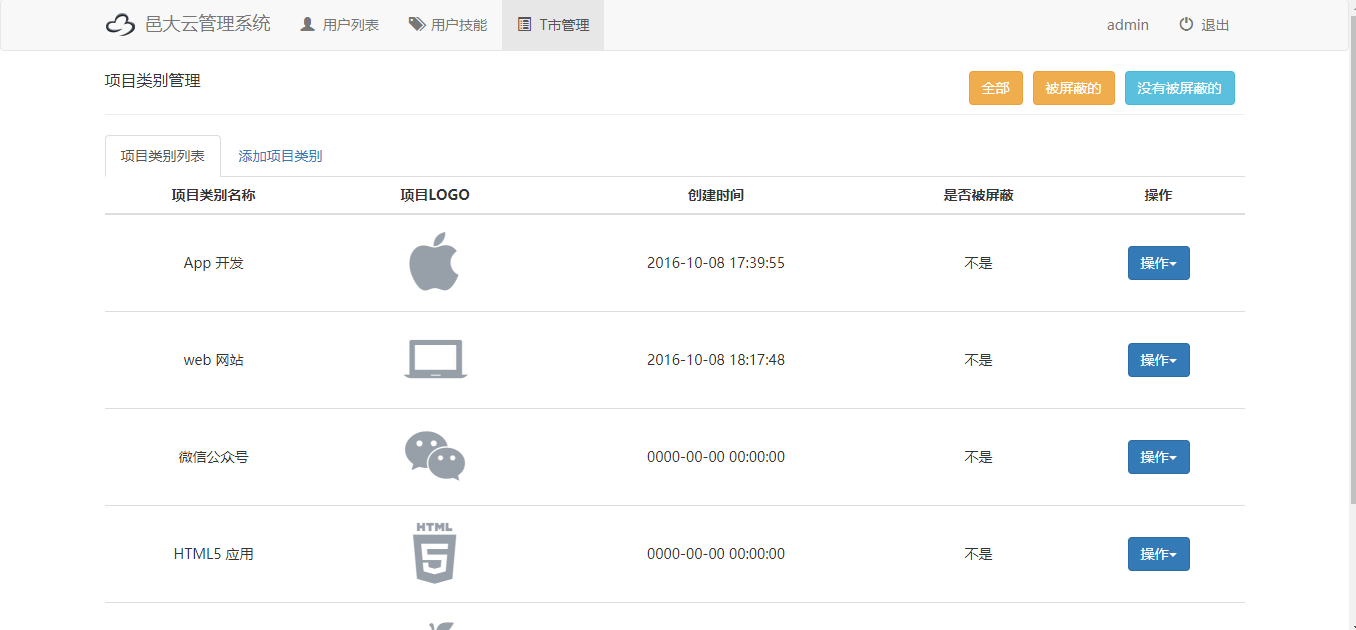 邑大云管理系统 用户列表 用户技能 T市管理 admin 退出
项目类别管理 全部 被屏蔽的 没有被屏蔽的
项目类别列表 添加项目类别
项目类别名称 项目LOGO 创建时间 是否被屏蔽 操作
App 开发 2016-10-08 17:39:55 不是 操作
web 网站 2016-10-08 18:17:48 不是 操作
微信公众号 0000-00-00 00:00:00 不是 操作
HTML
5
HTML5 应用 0000-00-00 00:00:00 不是 操作